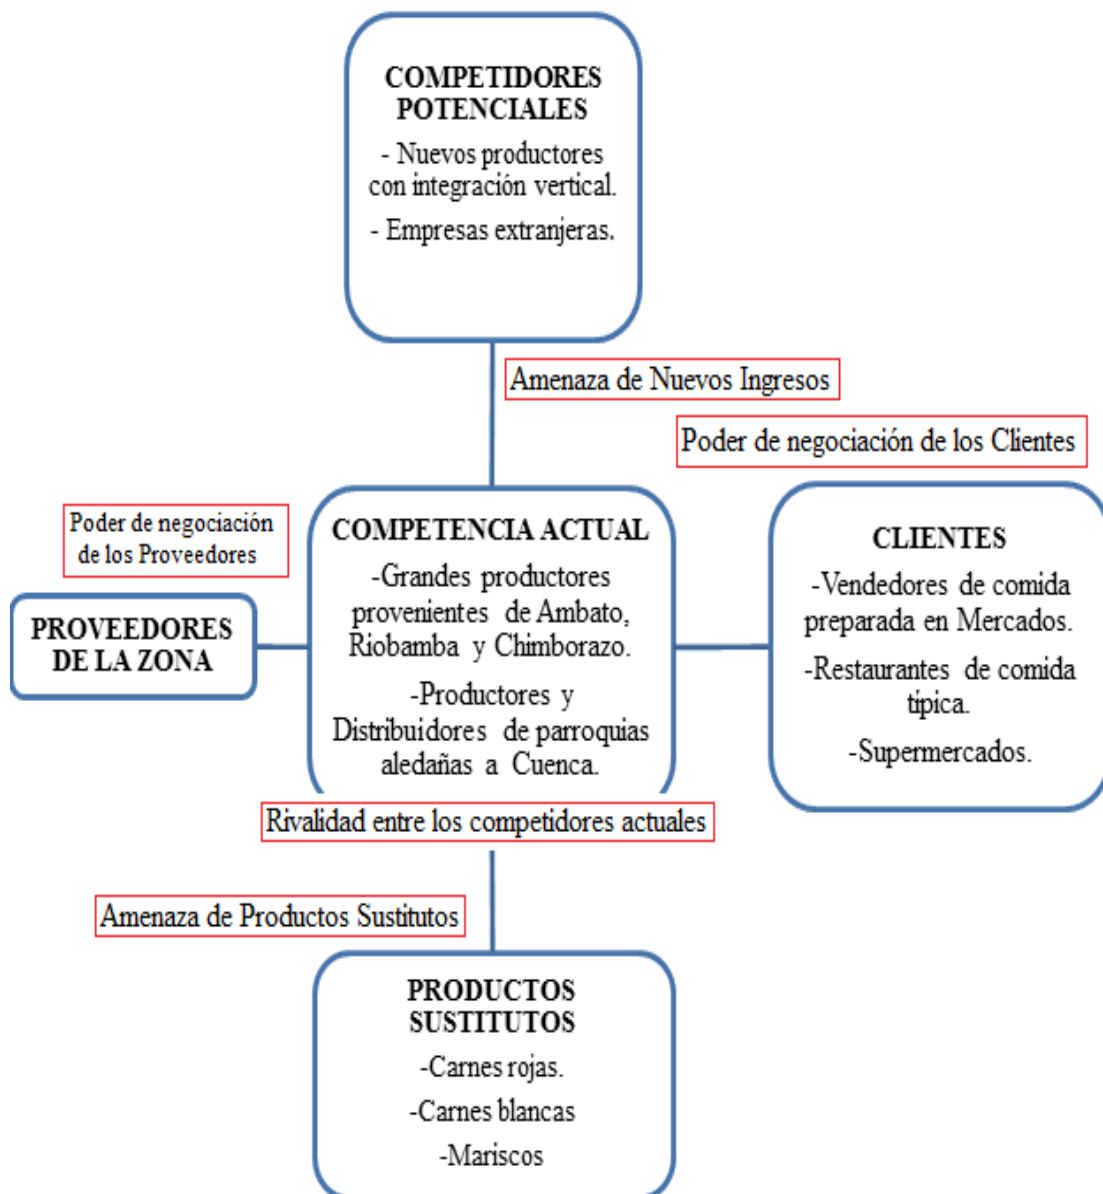 COMPETIDORES
POTENCIALES
- Nuevos productores
con integración vertical.
- Empresas extranjeras.
Amenaza de Nuevos Ingresos
Poder de negociación de los Clientes
Poder de negociación
de los Proveedores
PROVEEDORES
DE LA ZONA
COMPETENCIA ACTUAL
-Grandes productores
provenientes de Ambato,
Riobamba y Chimborazo.
-Productores y
Distribuidores de parroquias
aledañas a Cuenca.
CLIENTES
-Vendedores de comida
preparada en Mercados.
-Restaurantes de comida
típica.
-Supermercados.
Rivalidad entre los competidores actuales
Amenaza de Productos Sustitutos
PRODUCTOS
SUSTITUTOS
-Carnes rojas.
-Carnes blancas
-Mariscos